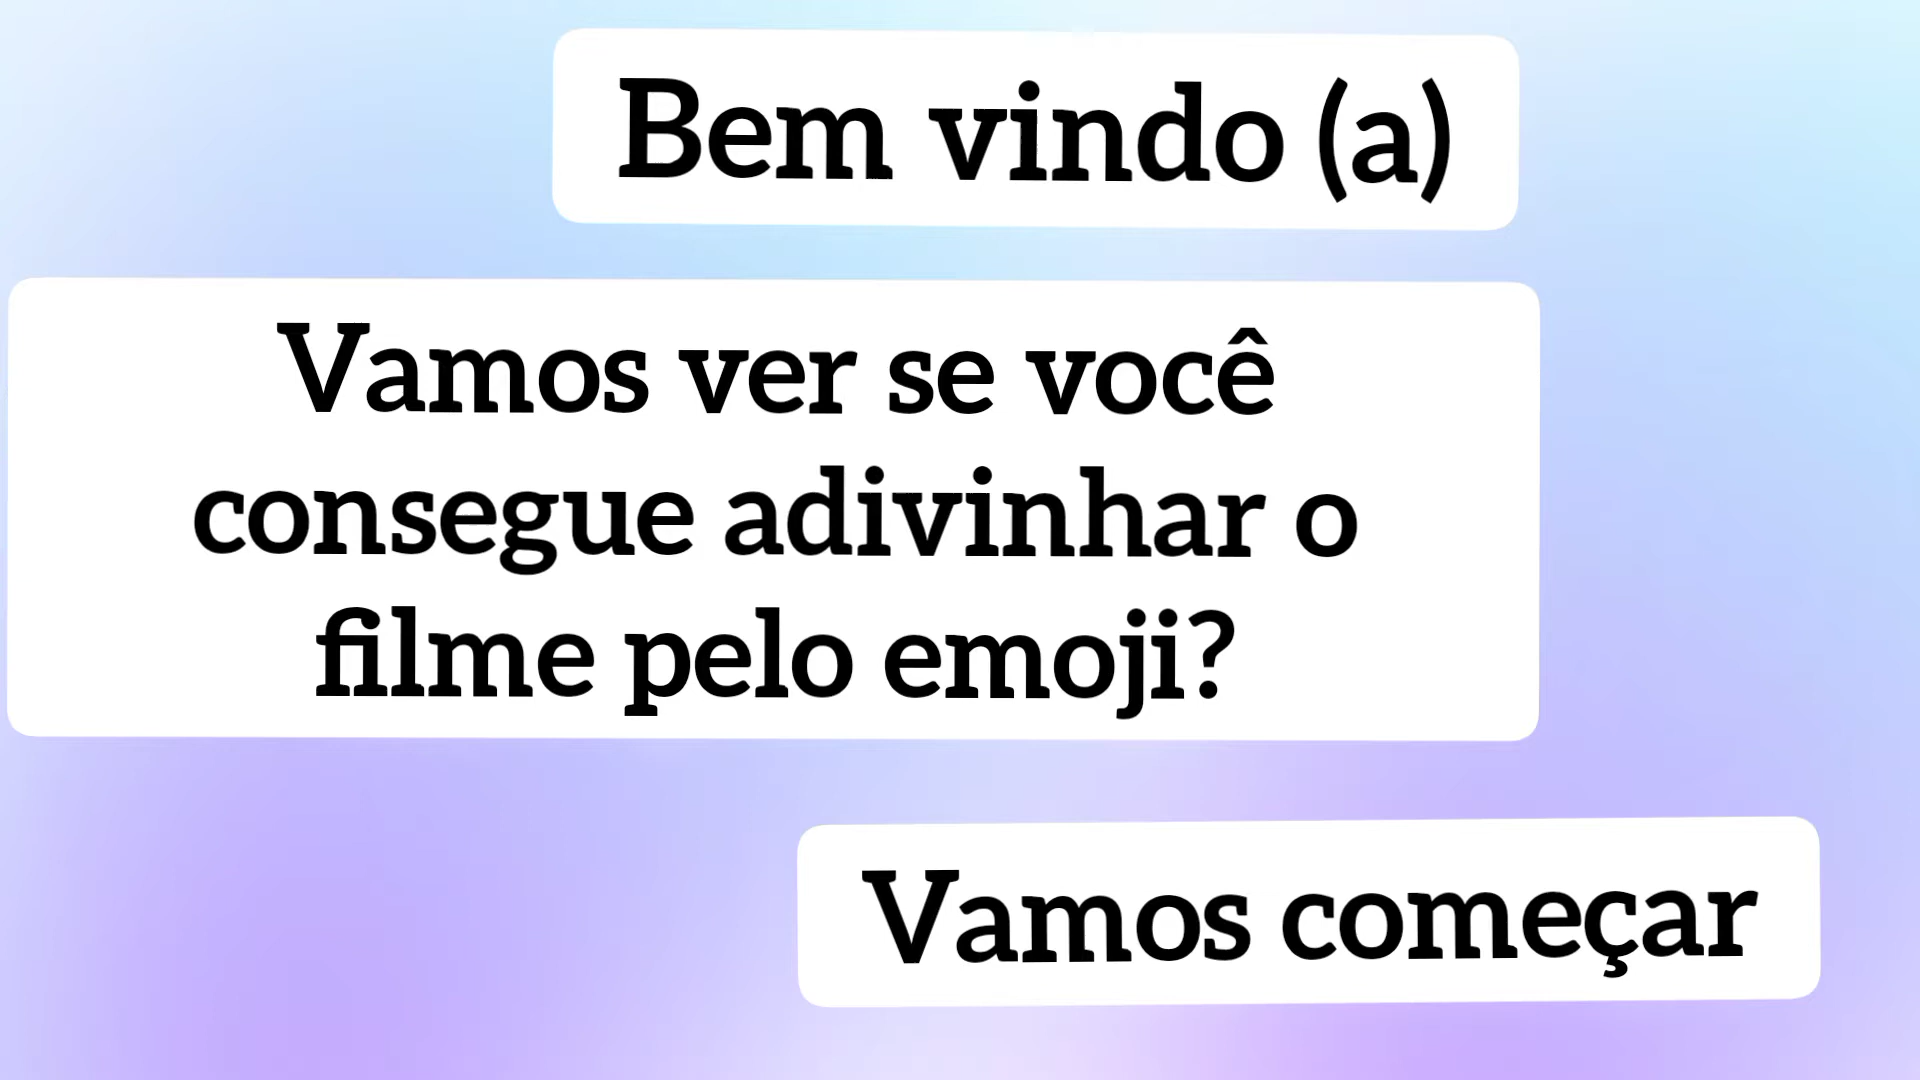 Bem vindo (a)
Vamos ver se você
consegue adivinhar o
filme pelo emoji?
Vamos começar